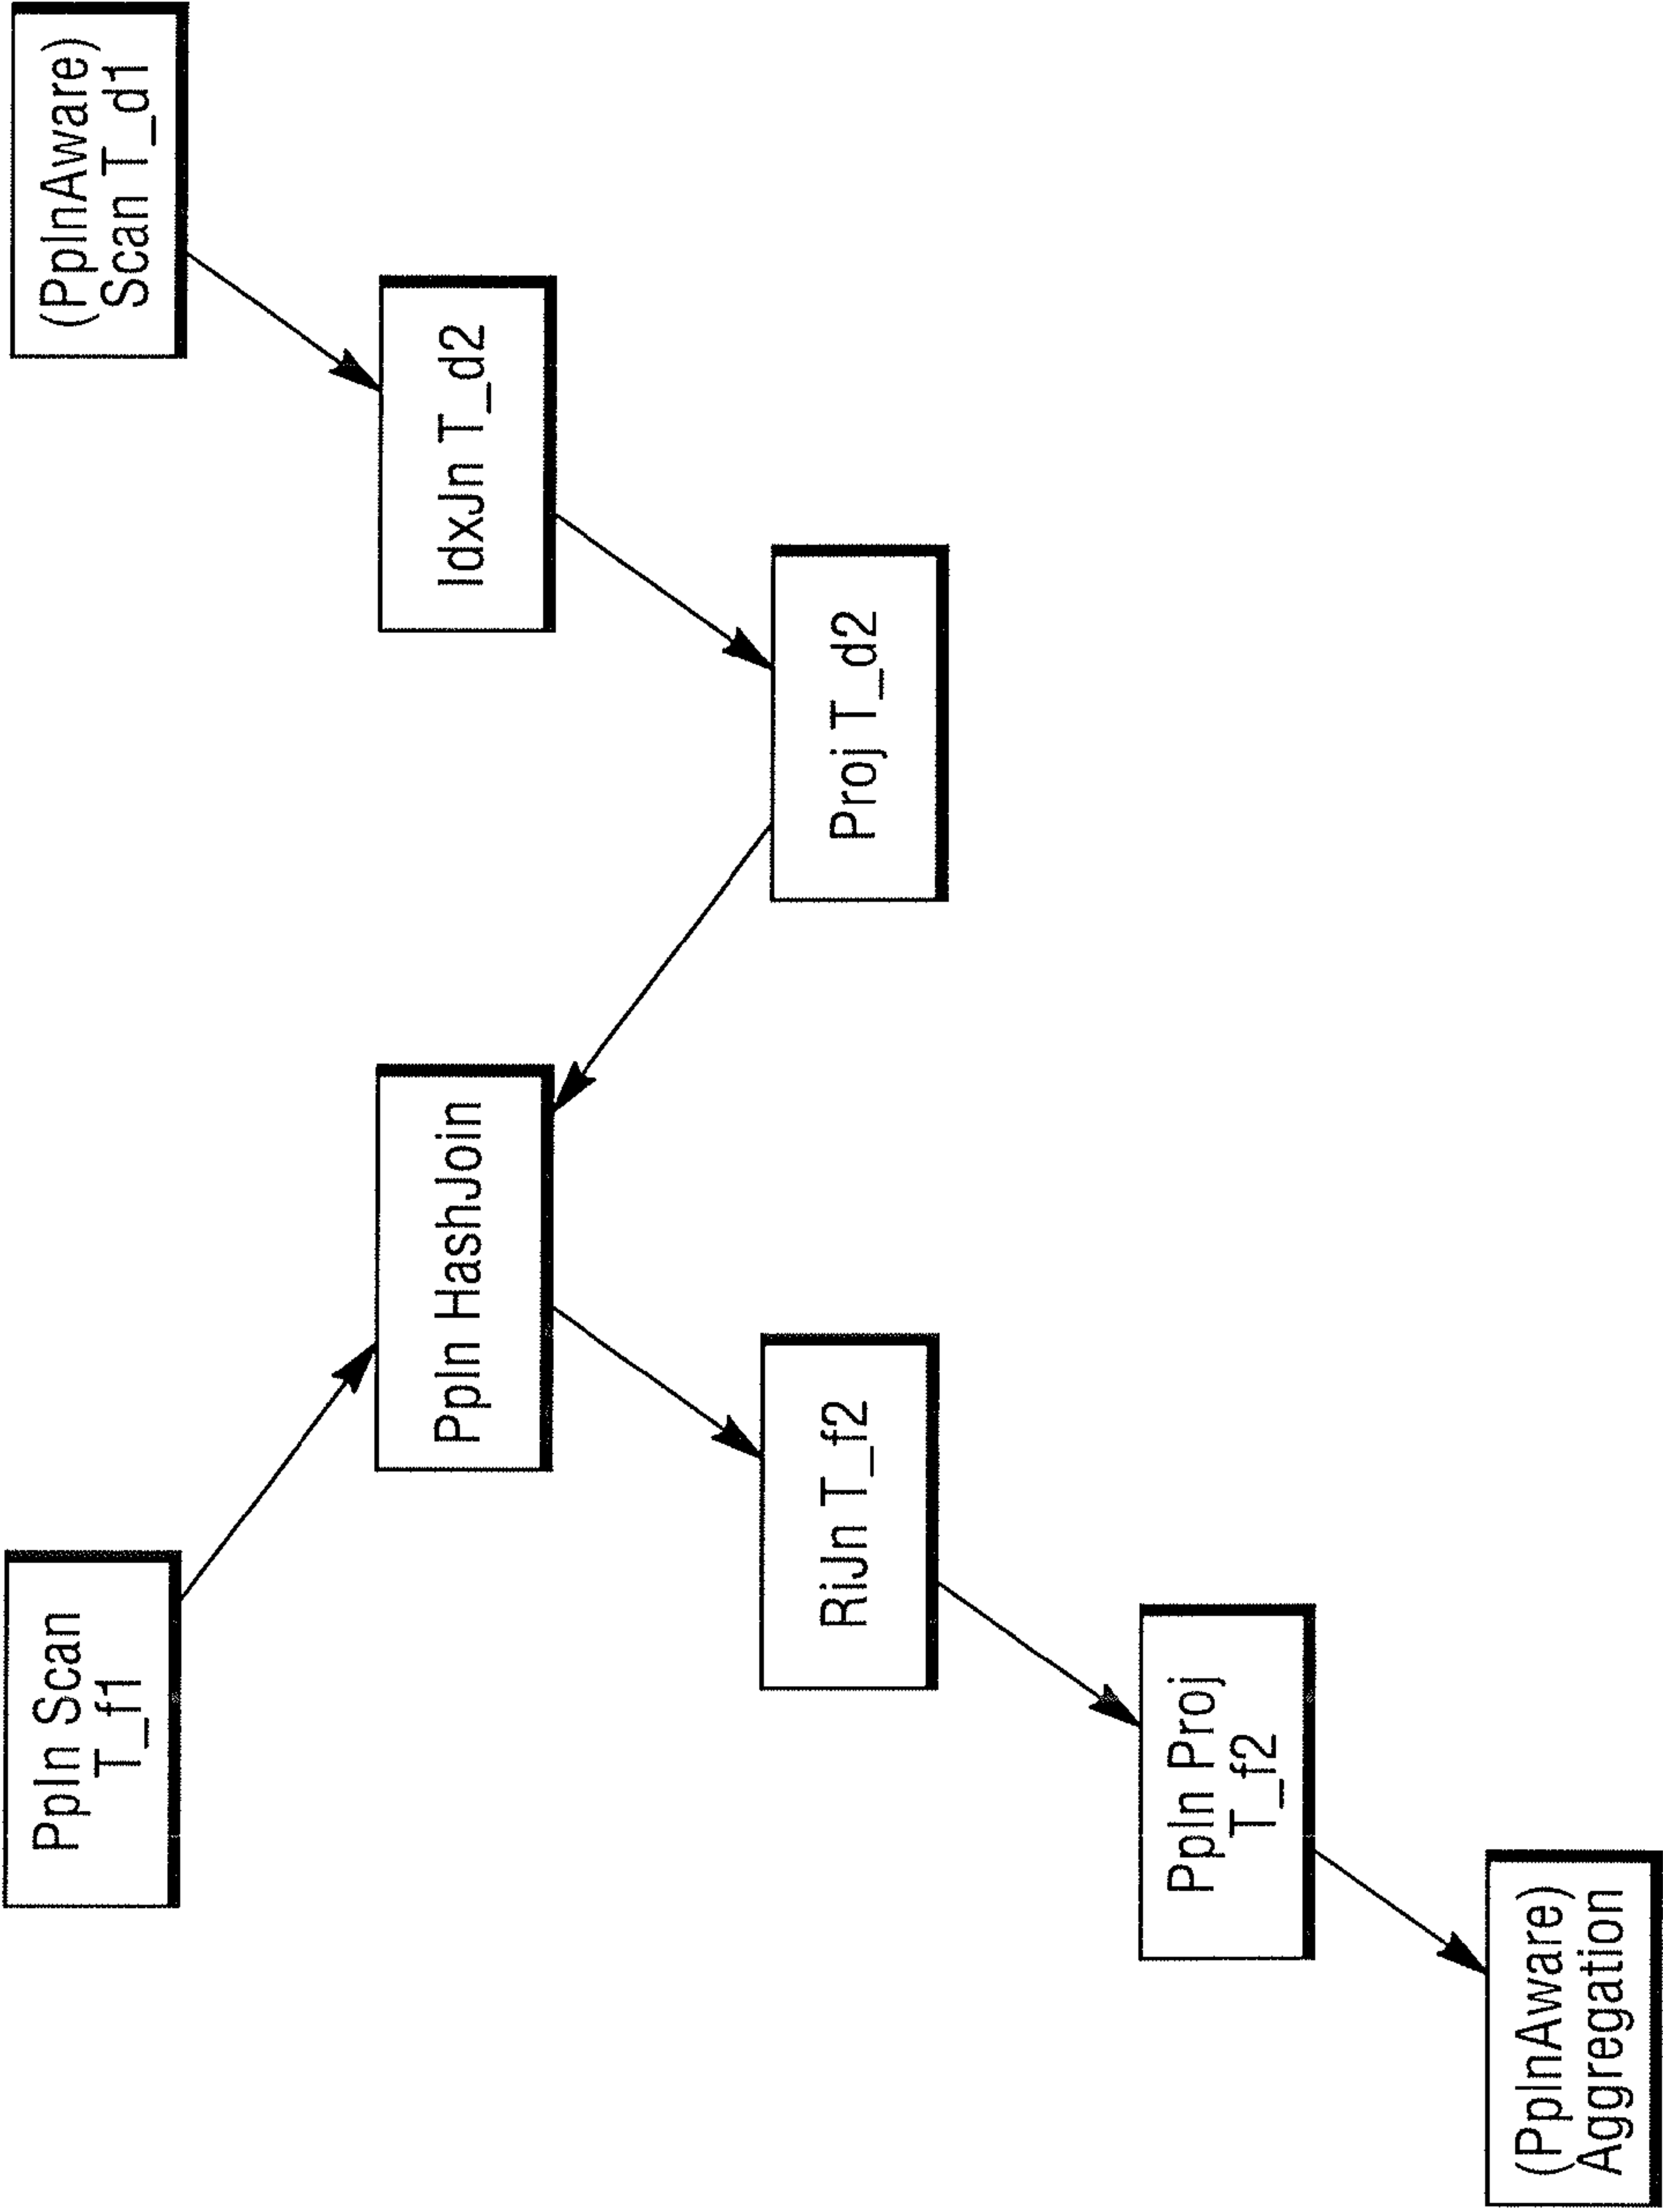 (PplnAware)
Scan T_d1
IdxJn T_d2
Proj T_d2
Ppln HashJoin
Ppln Scan
T_f1
RiJn T_f2
Ppln Proj
T_f2
(PplnAware)
Aggregation